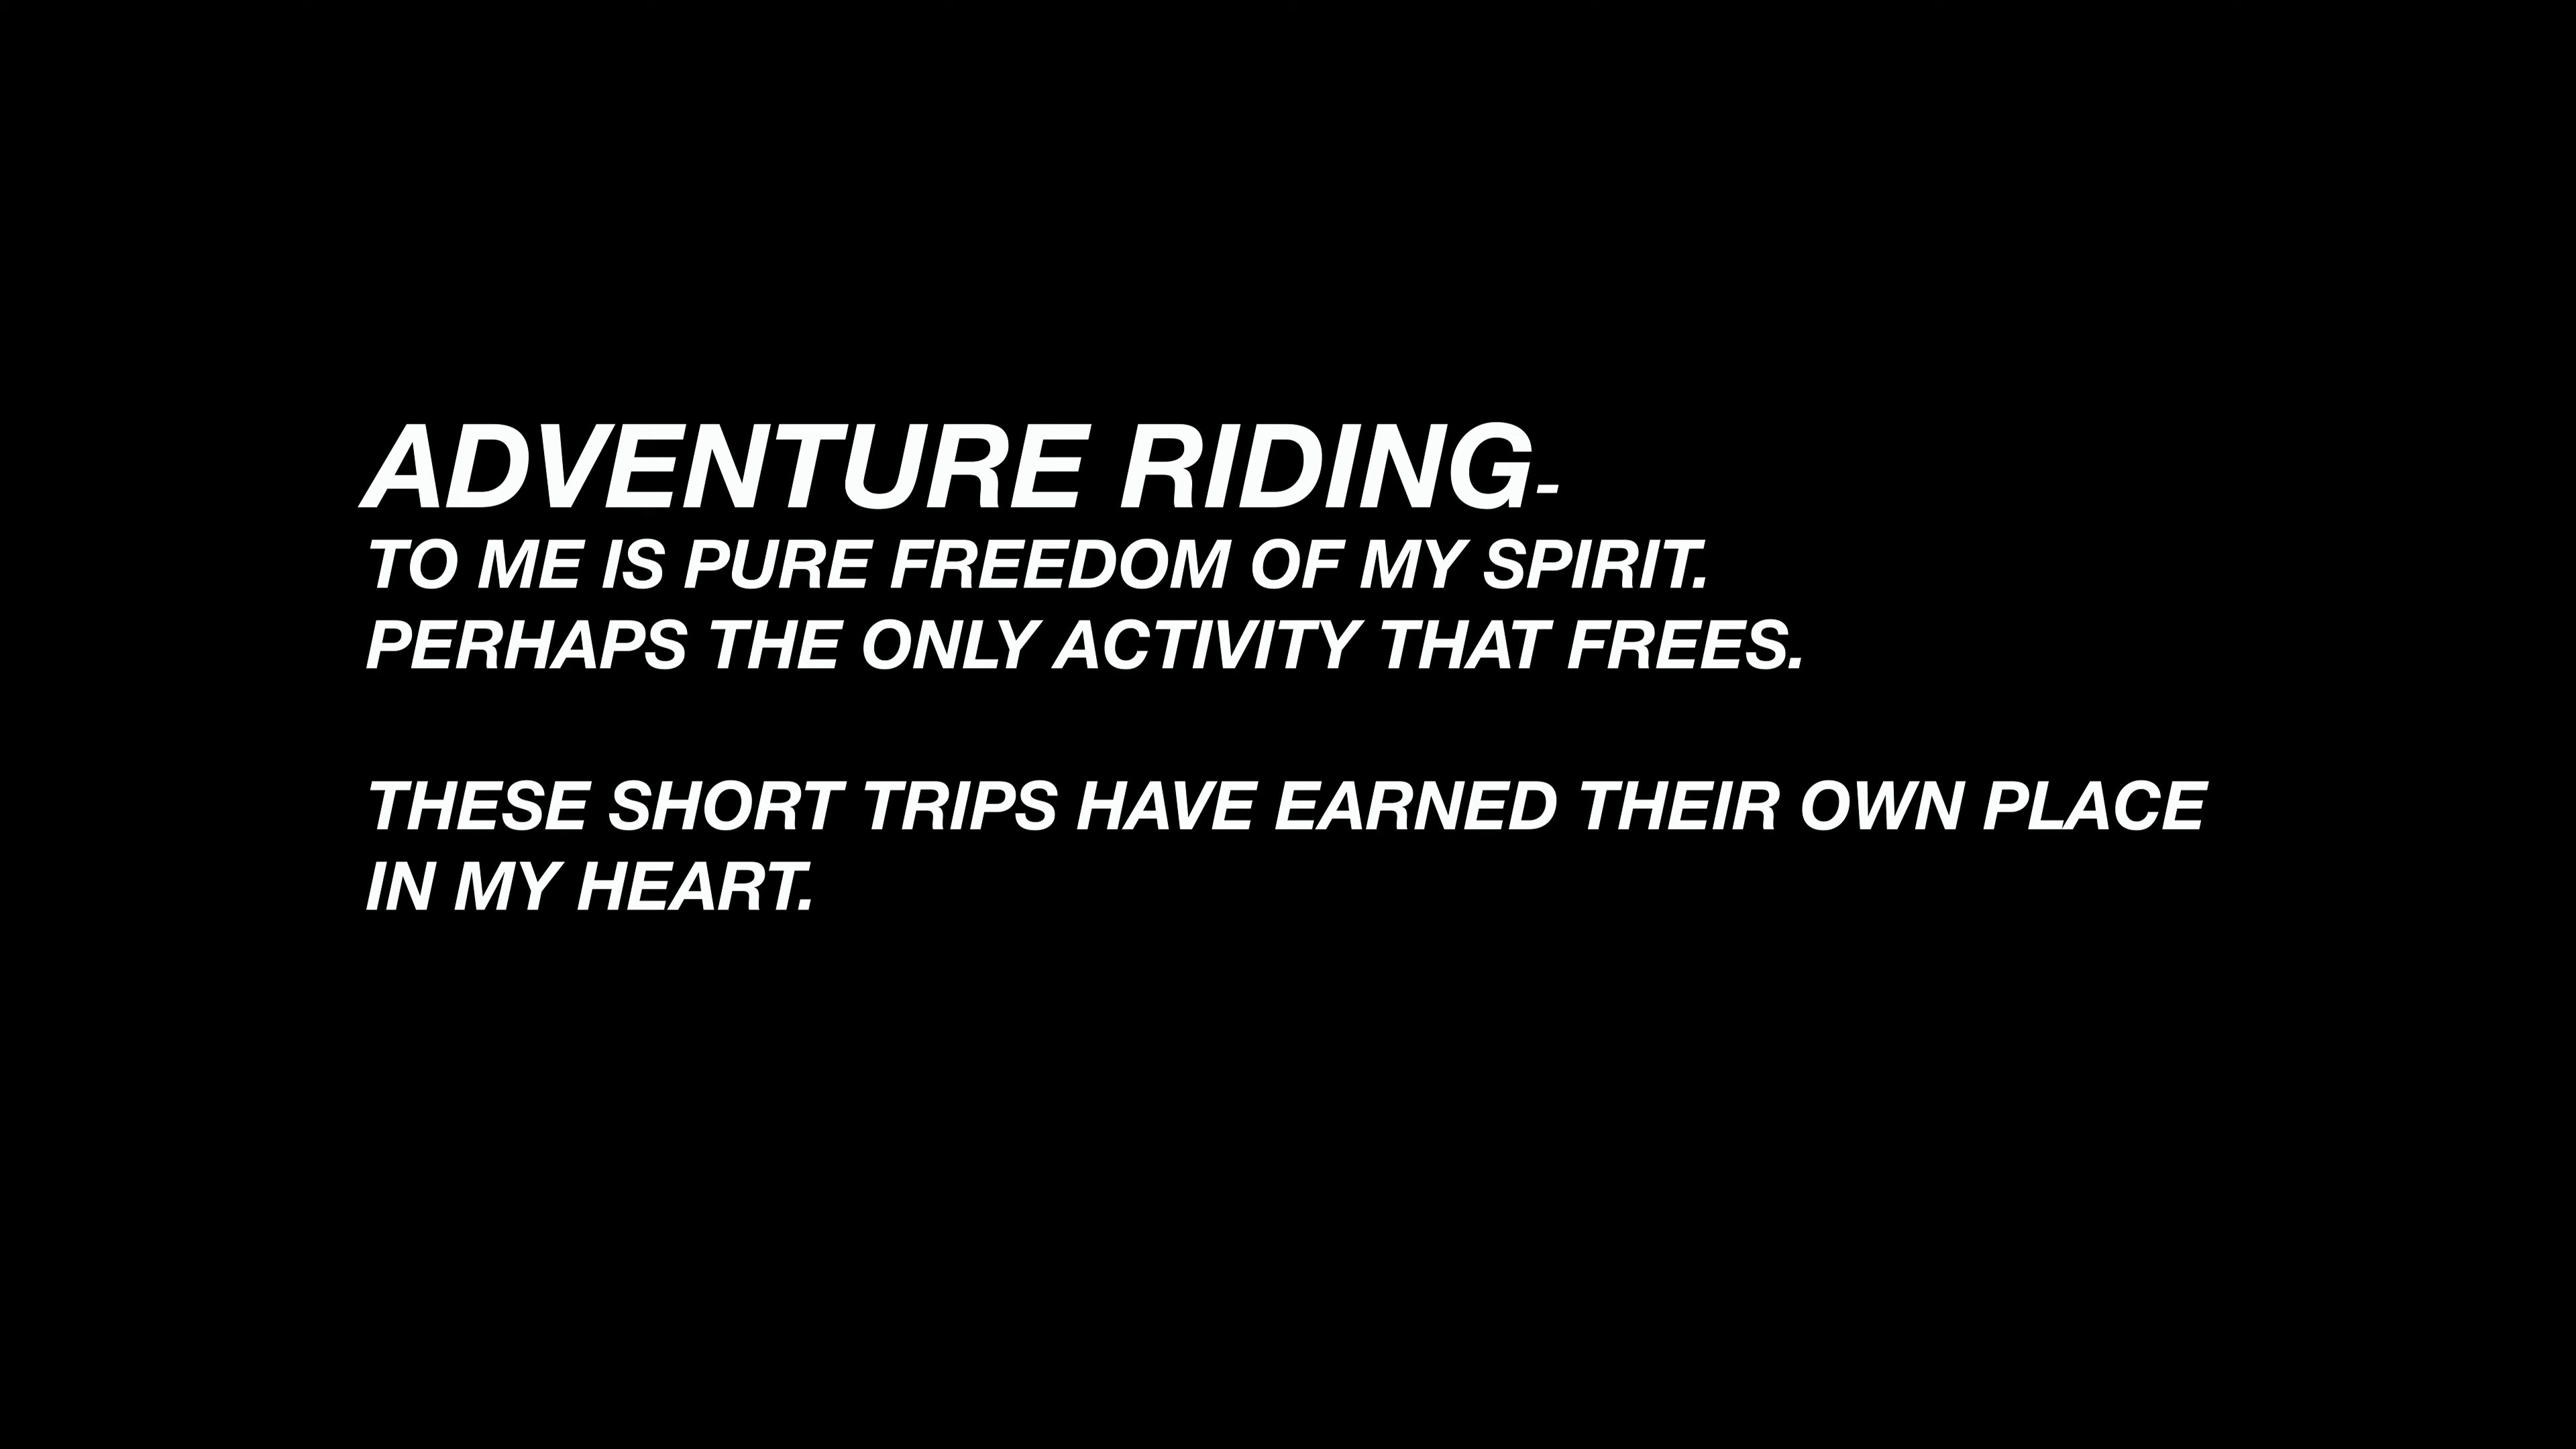 ADVENTURE RIDING-
TO ME IS PURE FREEDOM OF MY SPIRIT.
PERHAPS THE ONLY ACTIVITY THAT FREES.
THESE SHORT TRIPS HAVE EARNED THEIR OWN PLACE
IN MY HEART.